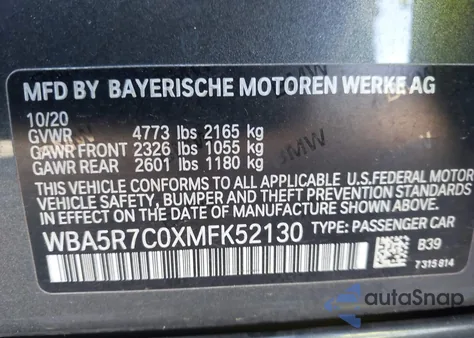 MFD BY BAYERISCHE MOTOREN WERKE AG
10/20
GVWR 4773 lbs 2165 kg
GAWR FRONT 2326 lbs 1055 kg
GAWR REAR 2601 lbs 1180 kg
THIS VEHICLE CONFORMS TO ALL APPLICABLE U.S.FEDERAL MOTOR
VEHICLE SAFETY, BUMPER AND THEFT PREVENTION STANDARDS
IN EFFECT ON THE DATE OF MANUFACTURE SHOWN ABOVE.
WBA5R7C0XMFK52130 TYPE: PASSENGER CAR
B39
7315814
autoSnap